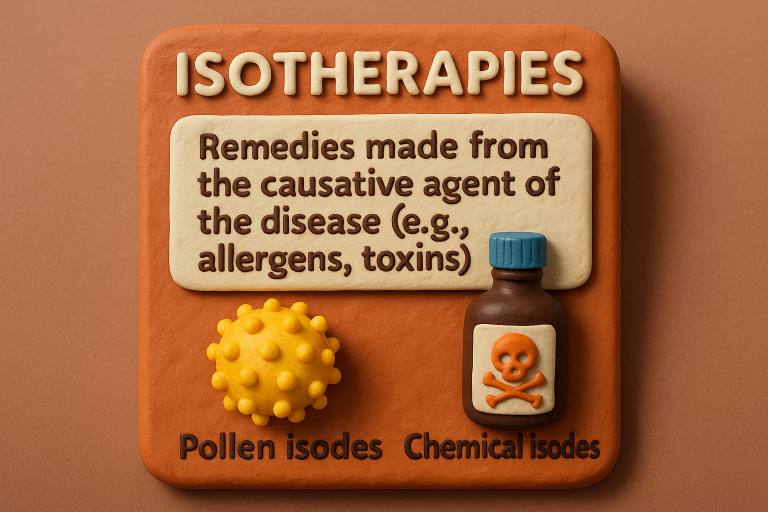 ISOTHERAPIES
Remedies made from
the causative agent of
the disease (e.g.,
allergens, toxins)
Pollen isodes
Chemical isodes